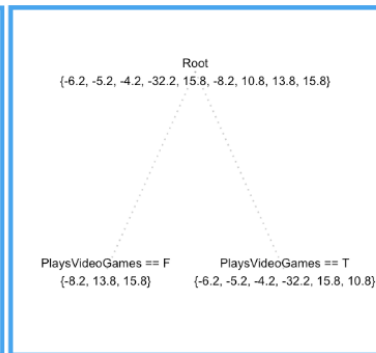 Root
{-6.2, -5.2, -4.2, -32.2, 15.8, -8.2, 10.8, 13.8, 15.8}
PlaysVideoGames == F
{-8.2, 13.8, 15.8}
PlaysVideoGames == T
{-6.2, -5.2, -4.2, -32.2, 15.8, 10.8}